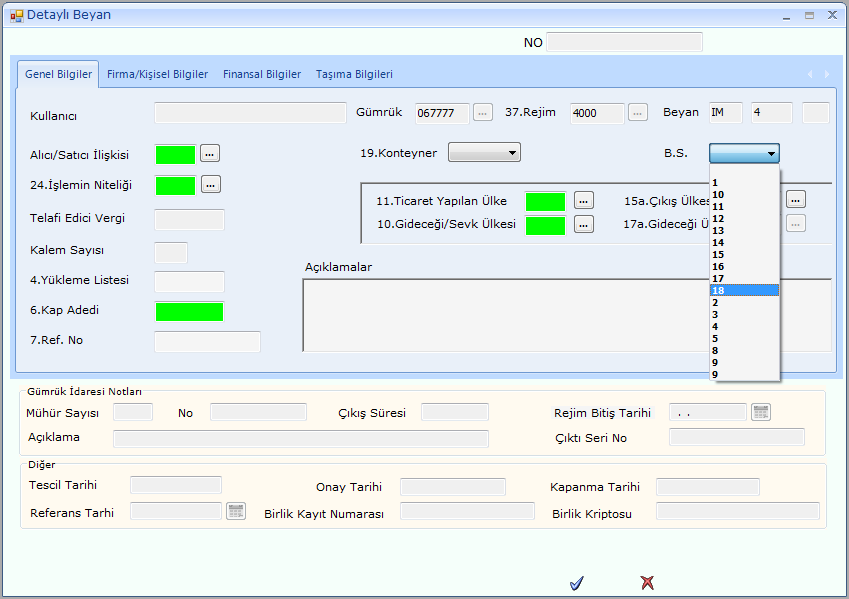 Detaylı Beyan
NO
Genel Bilgiler Firma/Kişisel Bilgiler Finansal Bilgiler Taşıma Bilgileri
Kullanıcı Gümrük 067777 ... 37.Rejim 4000 ... Beyan IM 4
Alıcı/Satıcı İlişkisi ... 19.Konteyner B.S.
24.İşlemin Niteliği ...
11.Ticaret Yapılan Ülke ... 15a.Çıkış Ülkes ...
Telafi Edici Vergi 10.Gideceği/Sevk Ülkesi ... 17a.Gideceği Ü ...
Kalem Sayısı
4.Yükleme Listesi Açıklamalar
6.Kap Adedi
7.Ref. No
1
10
11
12
13
14
15
16
17
18
2
3
4
5
8
9
9
Gümrük İdaresi Notları
Mühür Sayısı No Çıkış Süresi Rejim Bitiş Tarihi . .
Açıklama Çıktı Seri No
Diğer
Tescil Tarihi Onay Tarihi Kapanma Tarihi
Referans Tarhi Birlik Kayıt Numarası Birlik Kriptosu